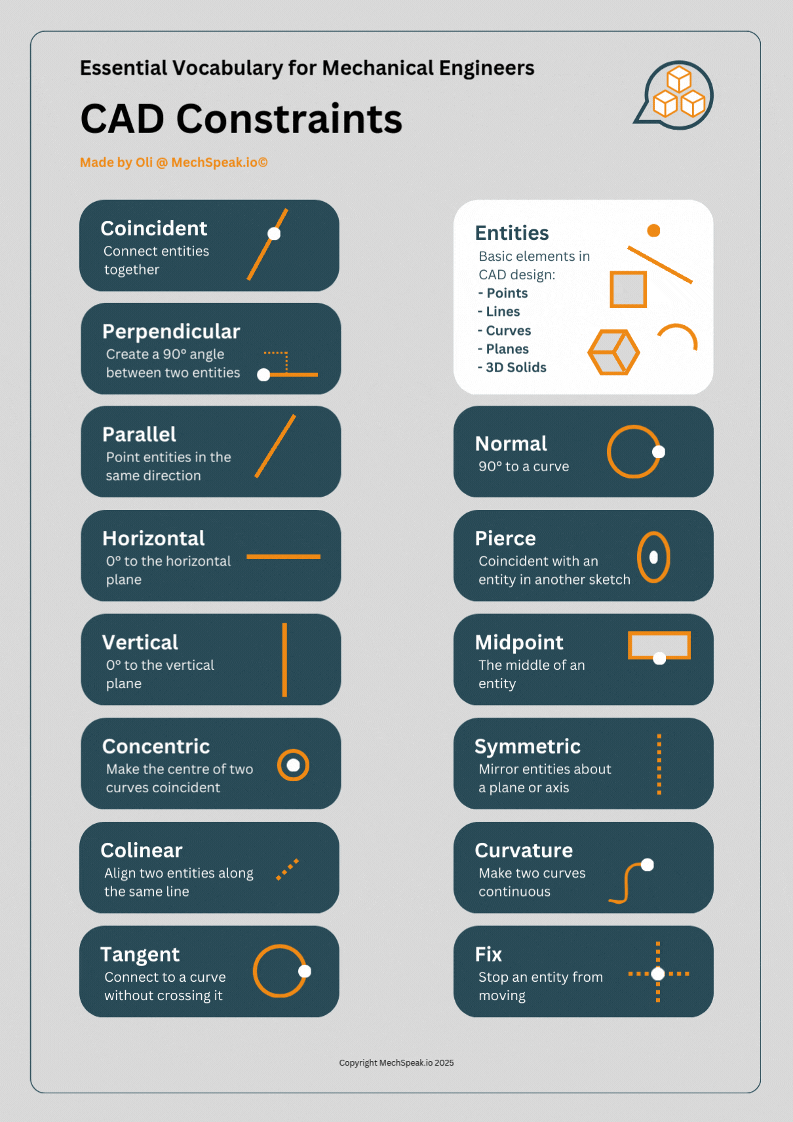 Essential Vocabulary for Mechanical Engineers
CAD Constraints
Made by Oli @ MechSpeak.io©
Coincident
Connect entities
together
Perpendicular
Create a 90° angle
between two entities
Parallel
Point entities in the
same direction
Horizontal
0° to the horizontal
plane
Vertical
0° to the vertical
plane
Concentric
Make the centre of two
curves coincident
Colinear
Align two entities along
the same line
Tangent
Connect to a curve
without crossing it
Entities
Basic elements in
CAD design:
- Points
- Lines
- Curves
- Planes
- 3D Solids
Normal
90° to a curve
Pierce
Coincident with an
entity in another sketch
Midpoint
The middle of an
entity
Symmetric
Mirror entities about
a plane or axis
Curvature
Make two curves
continuous
Fix
Stop an entity from
moving
Copyright MechSpeak.io 2025